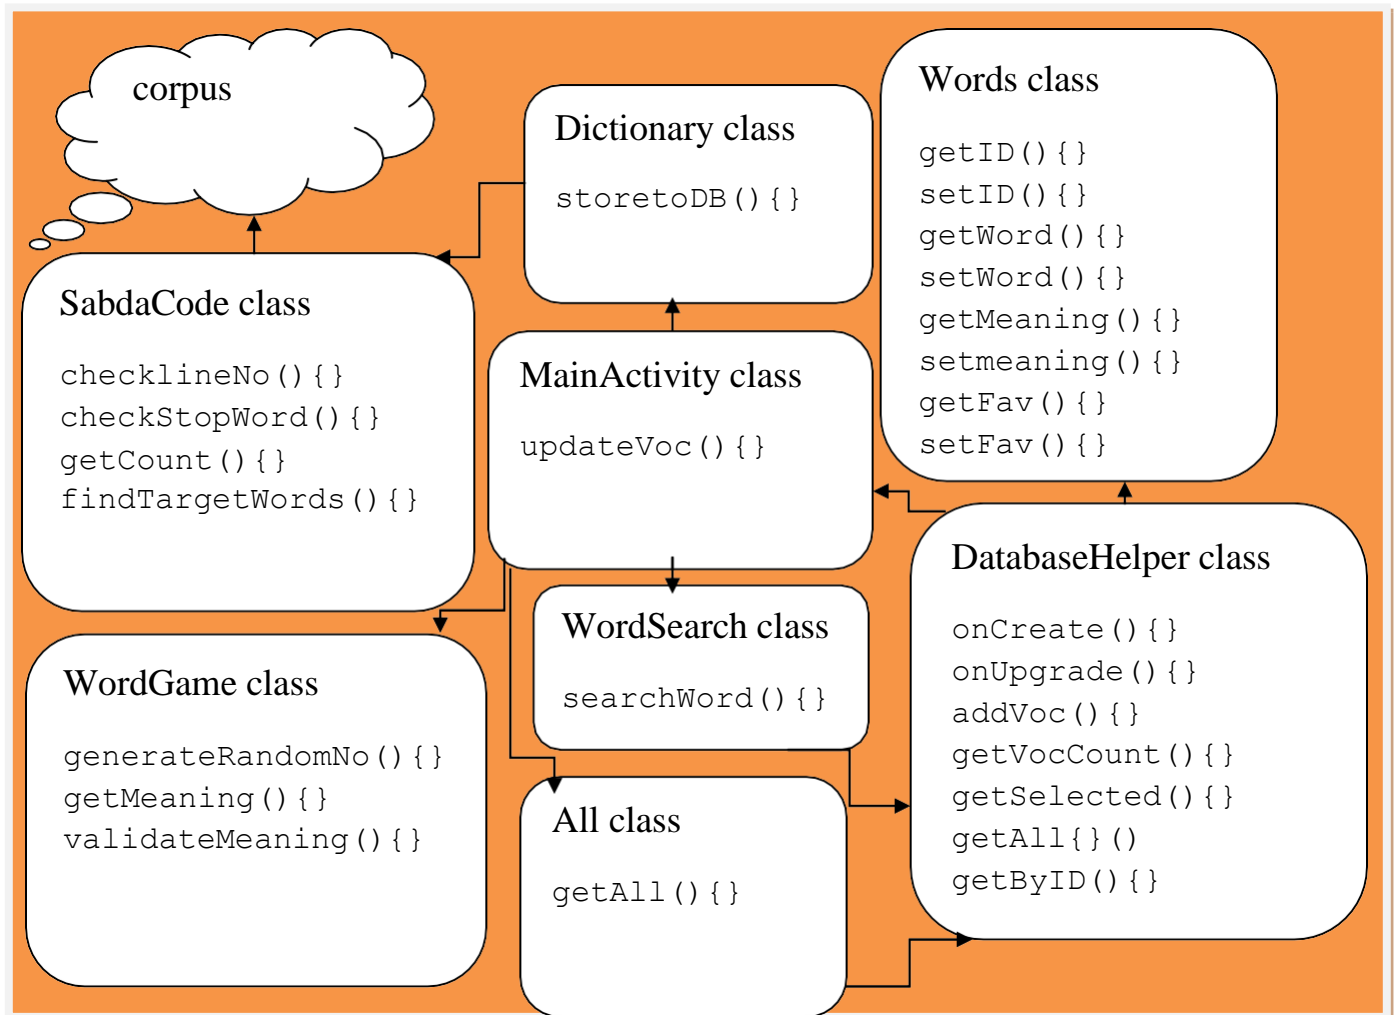 corpus
Dictionary class
storetoDB(){}
Words class
getID(){}
setID(){}
getWord(){}
setWord(){}
getMeaning(){}
setmeaning(){}
getFav(){}
setFav(){}
SabdaCode class
checklineNo(){}
checkStopWord(){}
getCount(){}
findTargetWords(){}
MainActivity class
updateVoc(){}
DatabaseHelper class
onCreate(){}
onUpgrade(){}
addVoc(){}
getVocCount(){}
getSelected(){}
getAll{}()
getByID(){}
WordSearch class
searchWord(){}
WordGame class
generateRandomNo(){}
getMeaning(){}
validateMeaning(){}
All class
getAll(){}